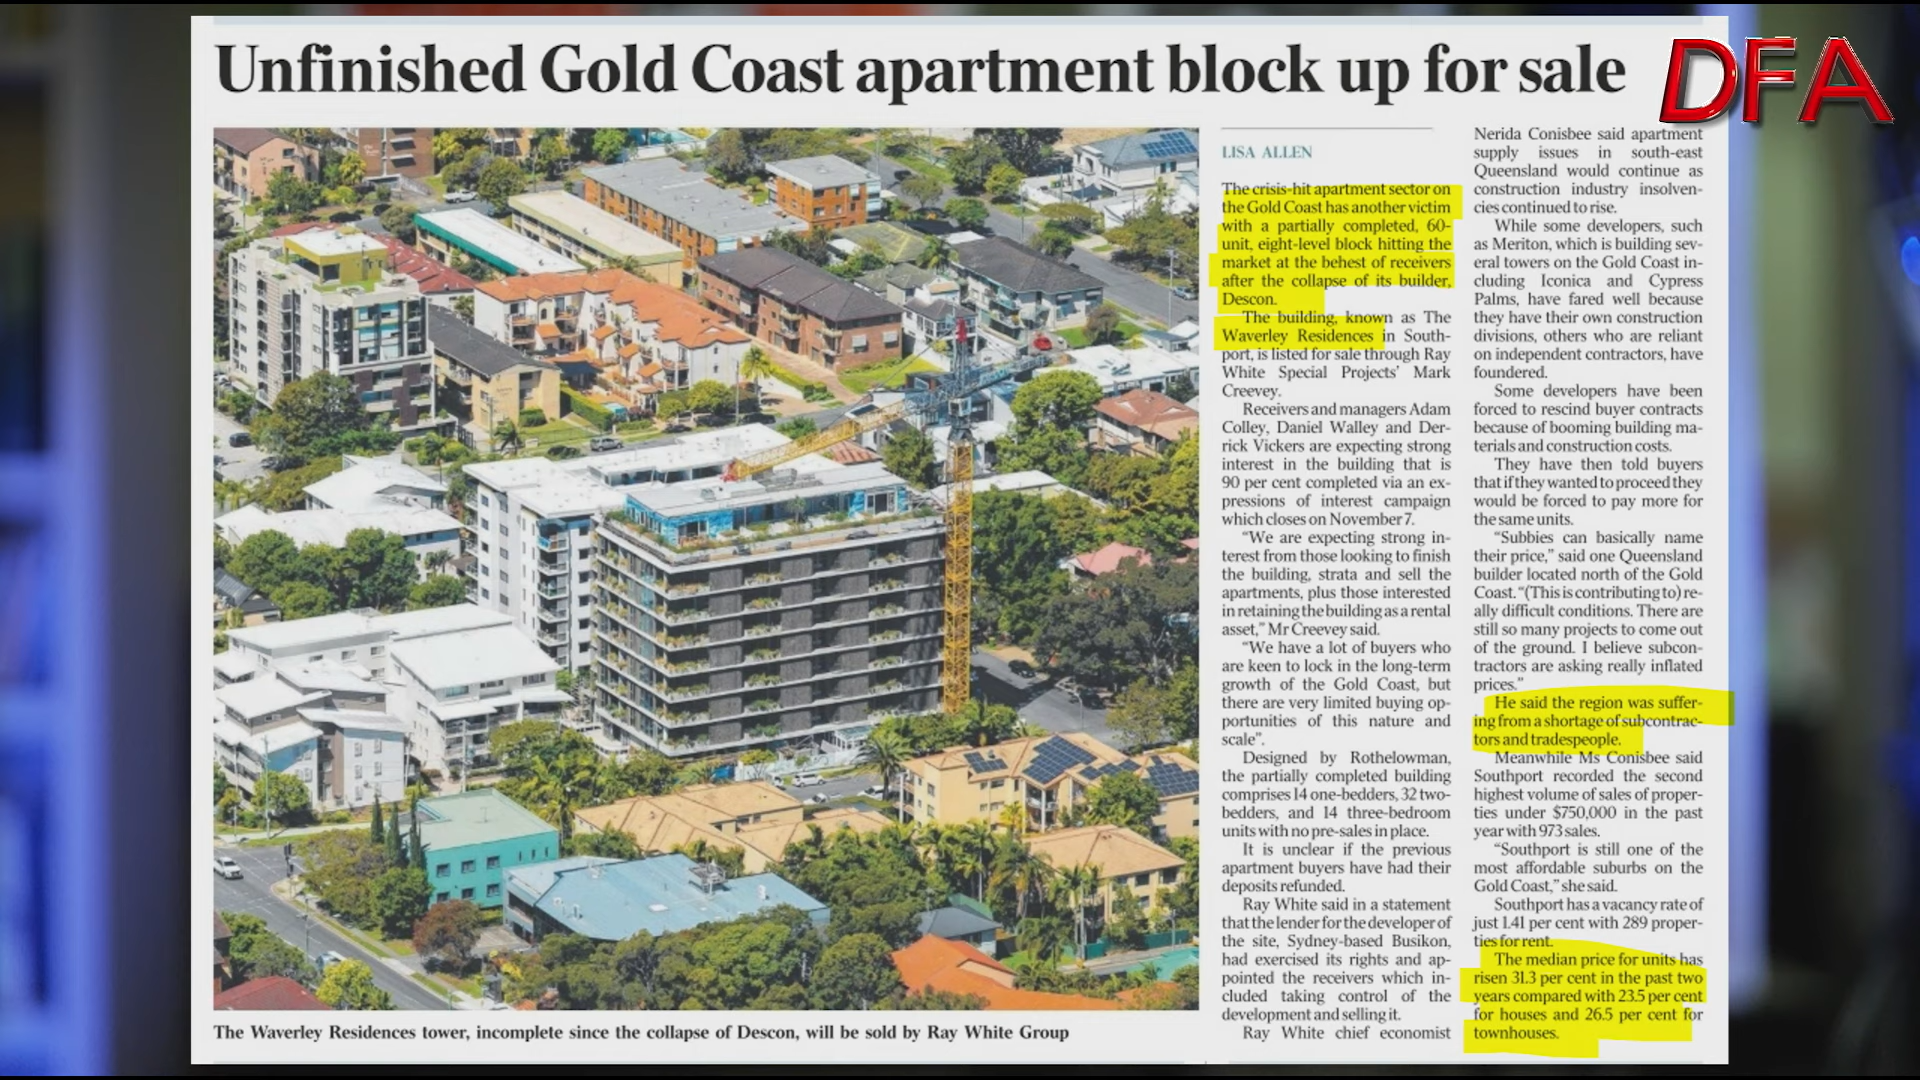 Unfinished Gold Coast apartment block up for sale
DFA
LISA ALLEN
The crisis-hit apartment sector on
the Gold Coast has another victim
with a partially completed, 60-
unit, eight-level block hitting the
market at the behest of receivers
after the collapse of its builder,
Descon.
The building, known as The
Waverley Residences in South-
port, is listed for sale through Ray
White Special Projects' Mark
Creevey.
Receivers and managers Adam
Colley, Daniel Walley and Der-
rick Vickers are expecting strong
interest in the building that is
90 per cent completed via an ex-
pressions of interest campaign
which closes on November 7.
"We are expecting strong in-
terest from those looking to finish
the building, strata and sell the
apartments, plus those interested
in retaining the building as a rental
asset," Mr Creevey said.
"We have a lot of buyers who
are keen to lock in the long-term
growth of the Gold Coast, but
there are very limited buying op-
portunities of this nature and
scale".
Designed by Rothelowman,
the partially completed building
comprises 14 one-bedders, 32 two-
bedders, and 14 three-bedroom
units with no pre-sales in place.
It is unclear if the previous
apartment buyers have had their
deposits refunded.
Ray White said in a statement
that the lender for the developer of
the site, Sydney-based Busikon,
had exercised its rights and ap-
pointed the receivers which in-
cluded taking control of the
development and selling it.
Ray White chief economist
Nerida Conisbee said apartment
supply issues in south-east
Queensland would continue as
construction industry insolven-
cies continued to rise.
While some developers, such
as Meriton, which is building sev-
eral towers on the Gold Coast in-
cluding Iconica and Cypress
Palms, have fared well because
they have their own construction
divisions, others who are reliant
on independent contractors, have
foundered.
Some developers have been
forced to rescind buyer contracts
because of booming building ma-
terials and construction costs.
They have then told buyers
that if they wanted to proceed they
would be forced to pay more for
the same units.
"Subbies can basically name
their price," said one Queensland
builder located north of the Gold
Coast. "(This is contributing to) re-
ally difficult conditions. There are
still so many projects to come out
of the ground. I believe subcon-
tractors are asking really inflated
prices."
He said the region was suffer-
ing from a shortage of subcontrac-
tors and tradespeople.
Meanwhile Ms Conisbee said
Southport recorded the second
highest volume of sales of proper-
ties under $750,000 in the past
year with 973 sales.
"Southport is still one of the
most affordable suburbs on the
Gold Coast," she said.
Southport has a vacancy rate of
just 1.41 per cent with 289 proper-
ties for rent.
The median price for units has
risen 31.3 per cent in the past two
years compared with 23.5 per cent
for houses and 26.5 per cent for
townhouses.
The Waverley Residences tower, incomplete since the collapse of Descon, will be sold by Ray White Group